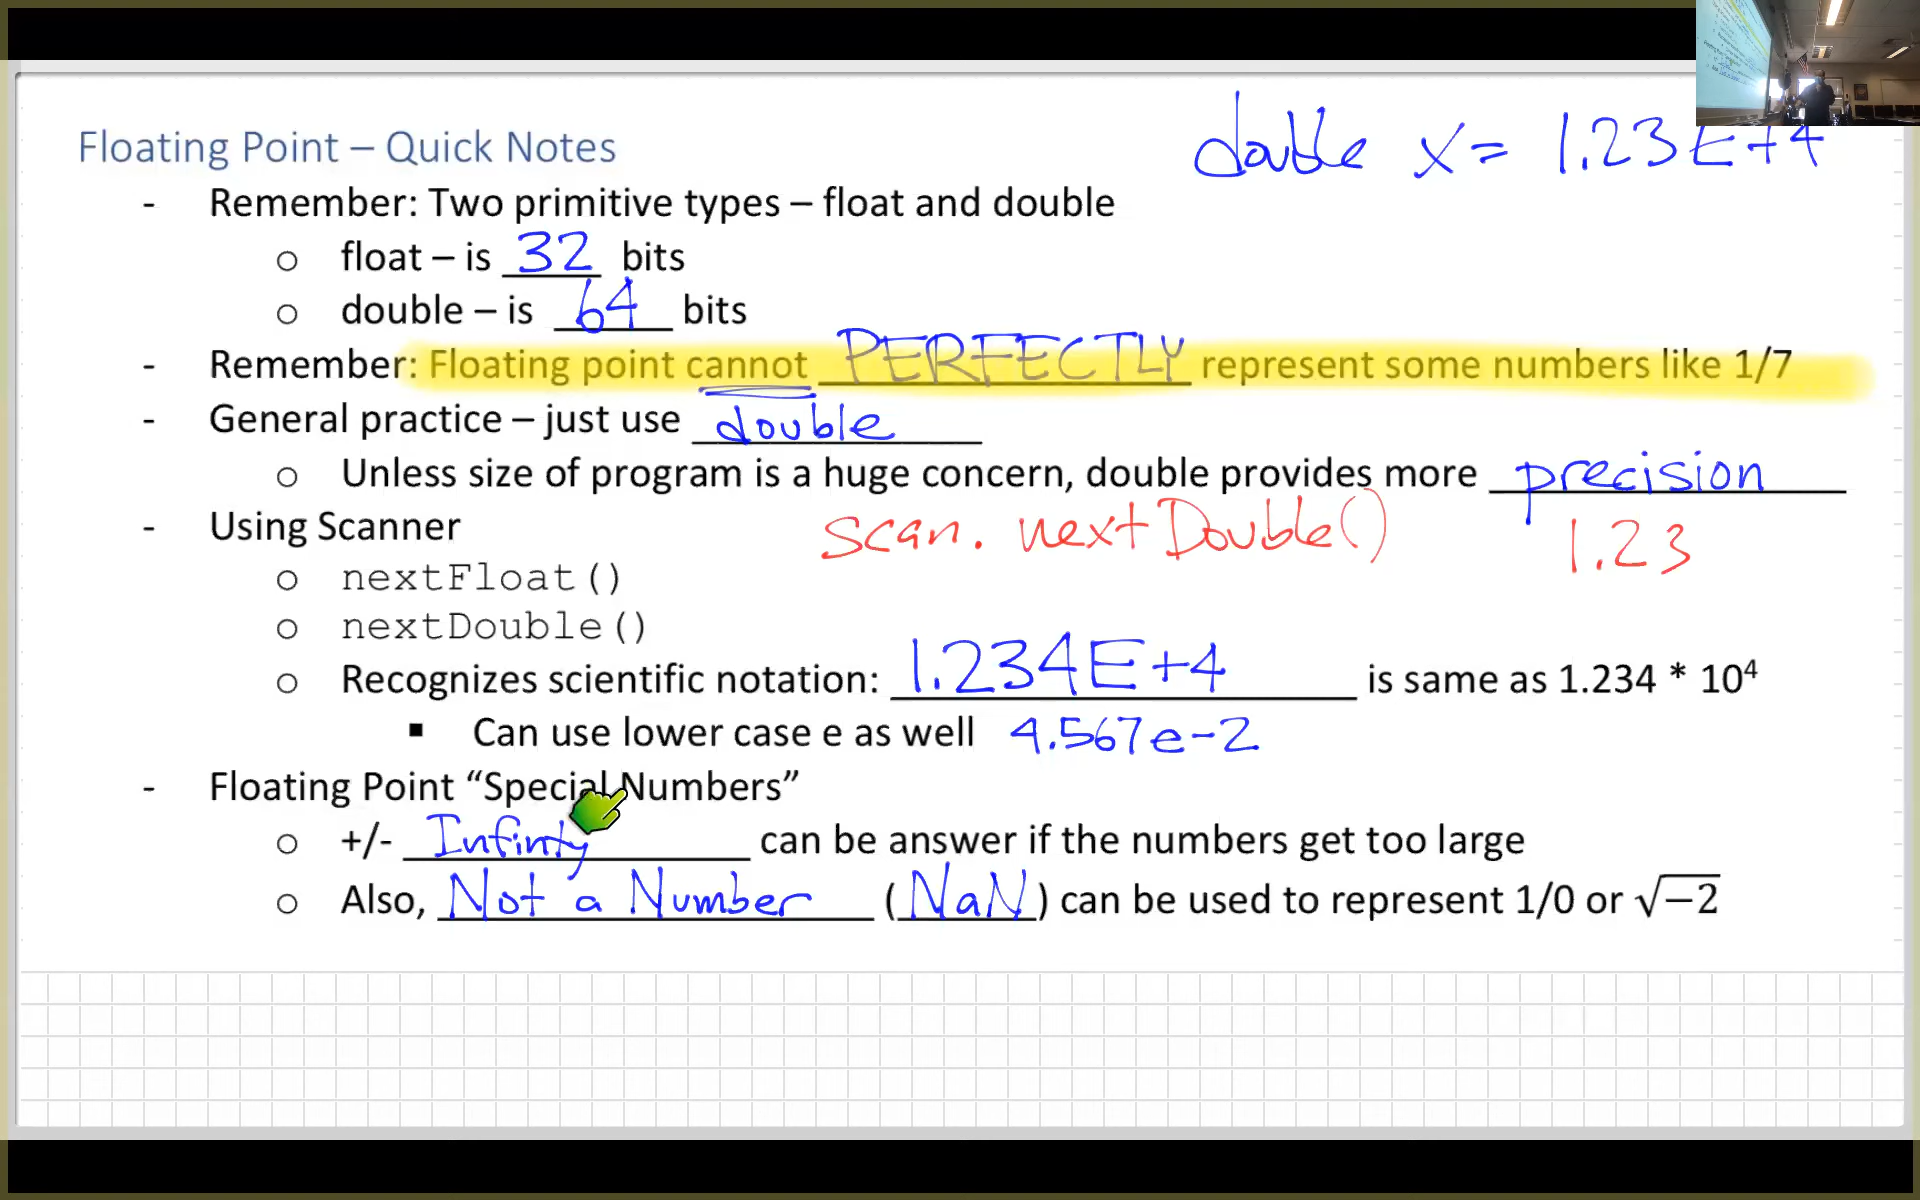 double x = 1.23E+4
Floating Point – Quick Notes
- Remember: Two primitive types – float and double
o float – is 32 bits
o double – is 64 bits
- Remember: Floating point cannot PERFECTLY represent some numbers like 1/7
- General practice – just use double
o Unless size of program is a huge concern, double provides more precision
- Using Scanner scan. nextDouble() 1.23
o nextFloat()
o nextDouble()
o Recognizes scientific notation: 1.234E+4 is same as 1.234 * 10⁴
▪ Can use lower case e as well 4.567e-2
- Floating Point “Special Numbers”
o +/- Infinty can be answer if the numbers get too large
o Also, Not a Number (NaN) can be used to represent 1/0 or √−2